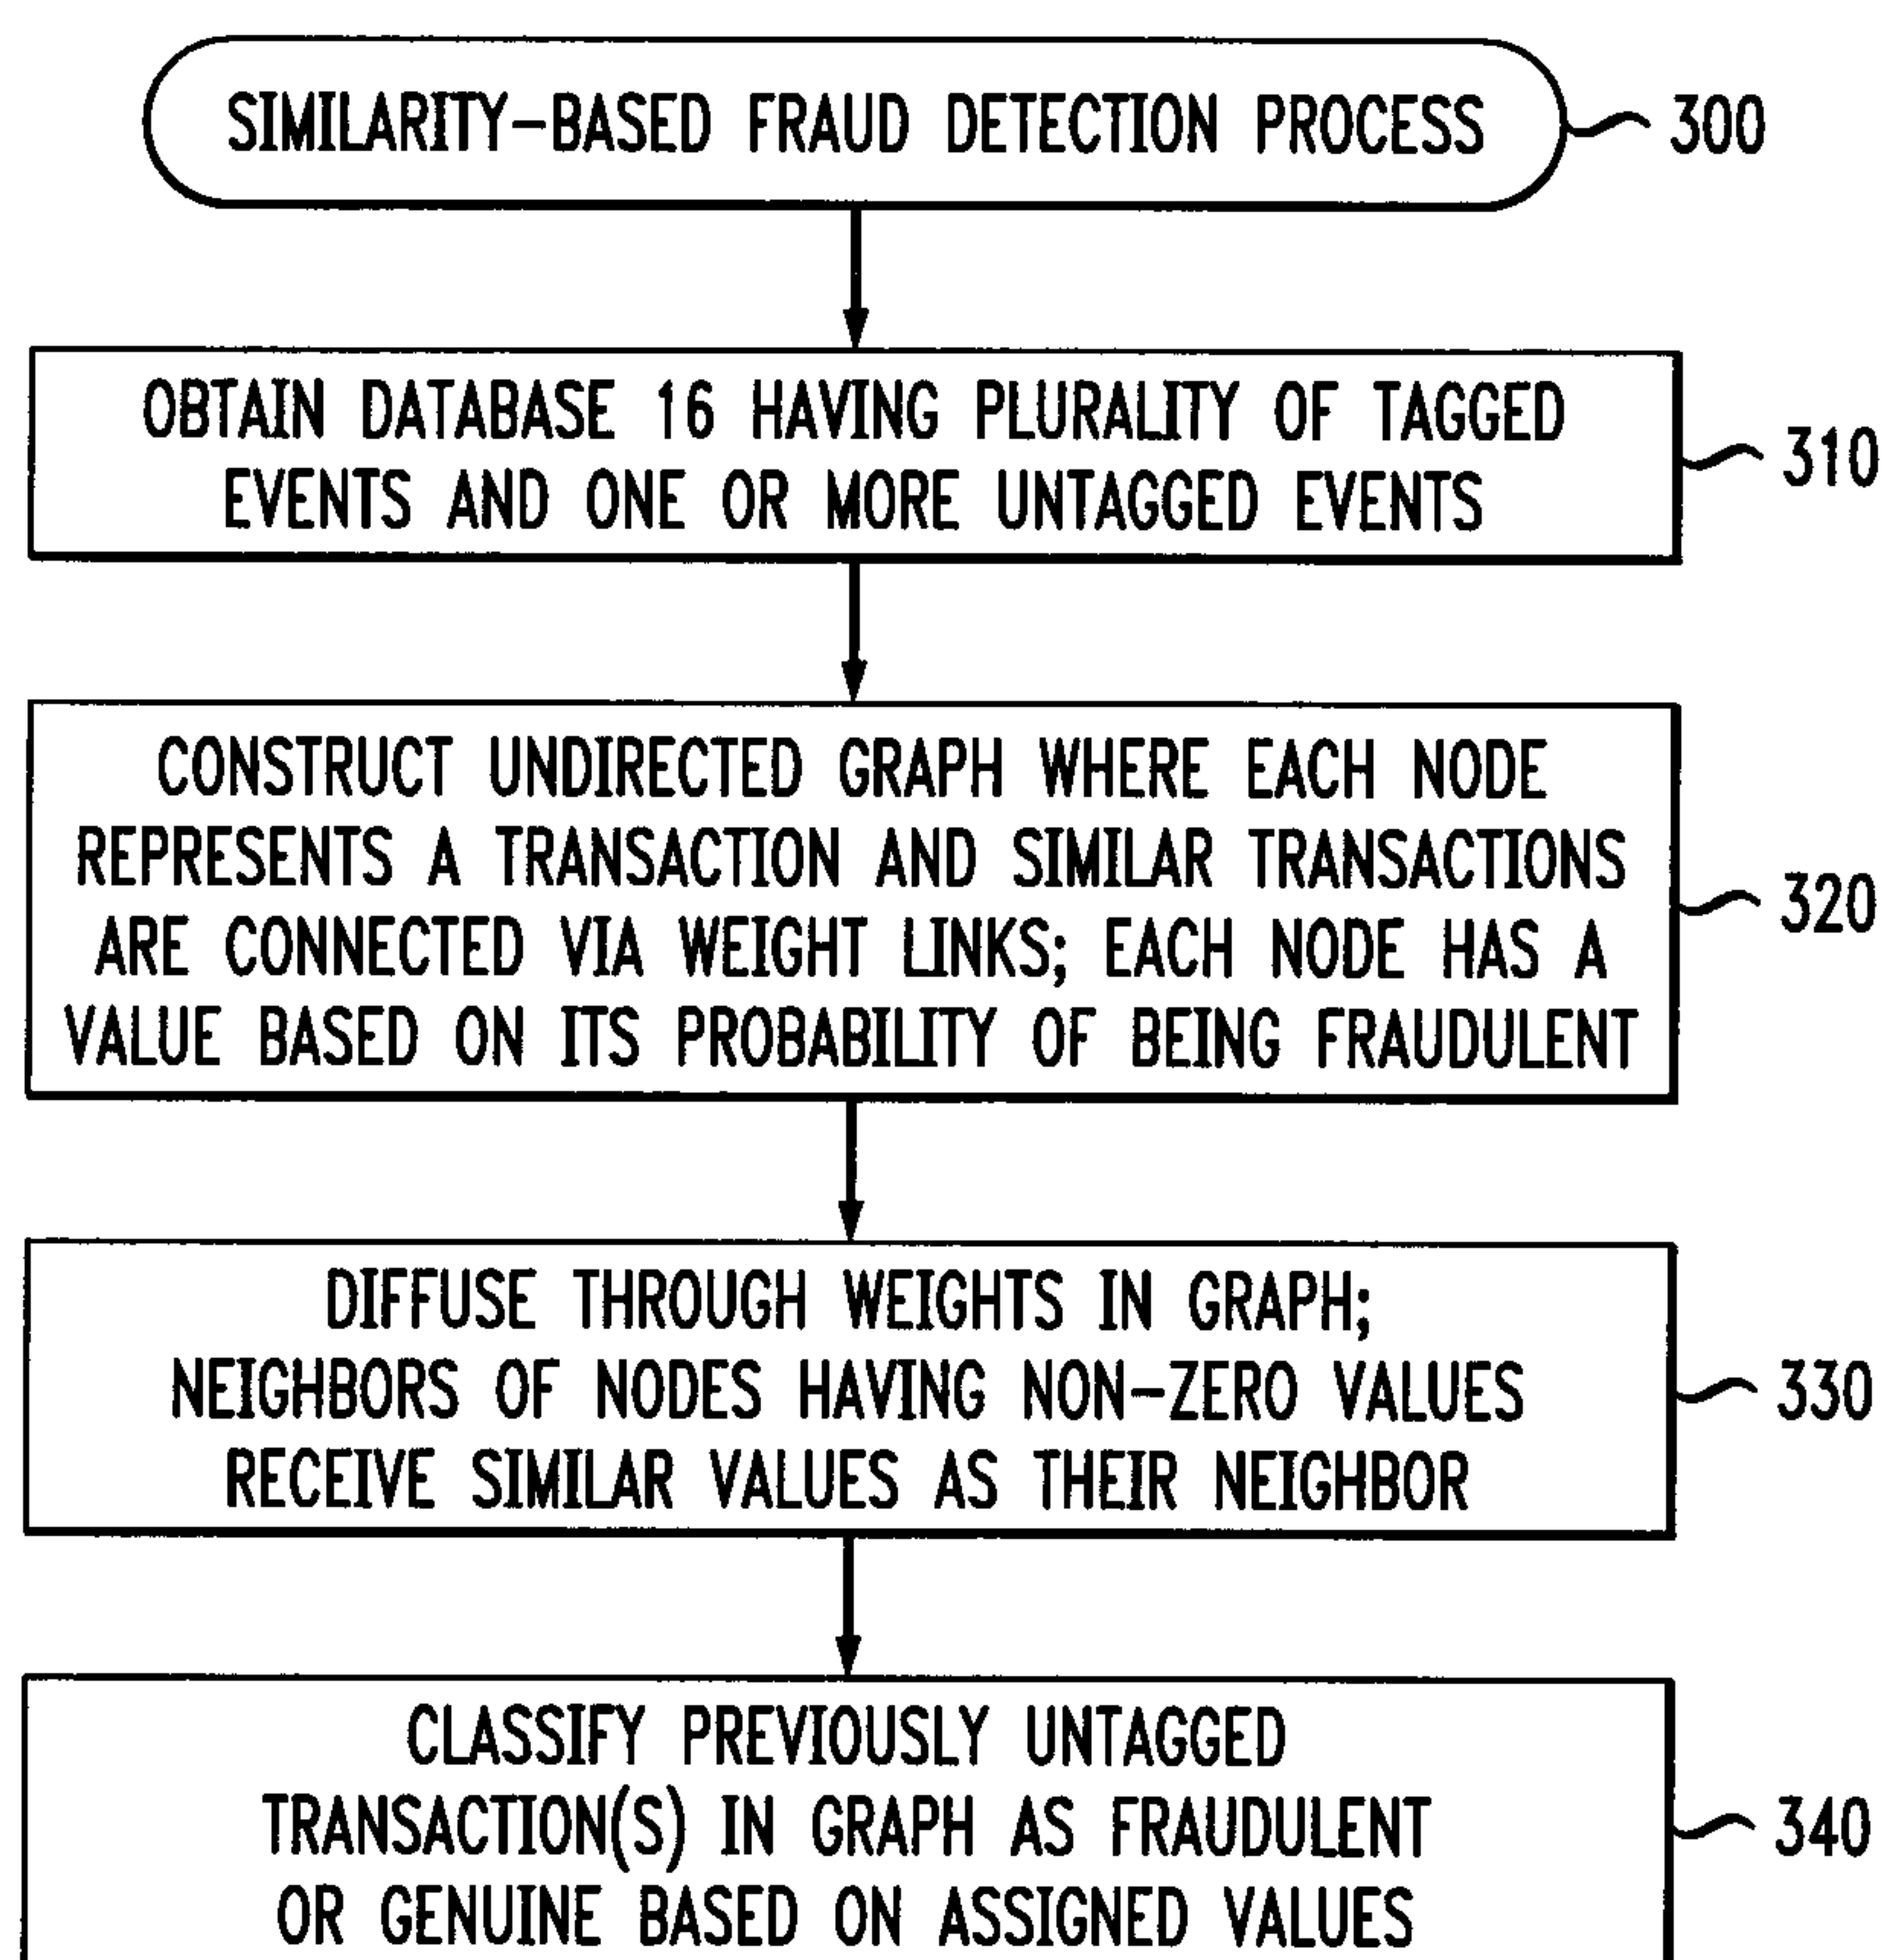 SIMILARITY-BASED FRAUD DETECTION PROCESS
300
OBTAIN DATABASE 16 HAVING PLURALITY OF TAGGED
EVENTS AND ONE OR MORE UNTAGGED EVENTS
310
CONSTRUCT UNDIRECTED GRAPH WHERE EACH NODE
REPRESENTS A TRANSACTION AND SIMILAR TRANSACTIONS
ARE CONNECTED VIA WEIGHT LINKS; EACH NODE HAS A
VALUE BASED ON ITS PROBABILITY OF BEING FRAUDULENT
320
DIFFUSE THROUGH WEIGHTS IN GRAPH;
NEIGHBORS OF NODES HAVING NON-ZERO VALUES
RECEIVE SIMILAR VALUES AS THEIR NEIGHBOR
330
CLASSIFY PREVIOUSLY UNTAGGED
TRANSACTION(S) IN GRAPH AS FRAUDULENT
OR GENUINE BASED ON ASSIGNED VALUES
340